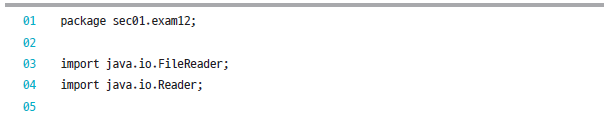 01 package sec01.exam12;
02
03 import java.io.FileReader;
04 import java.io.Reader;
05